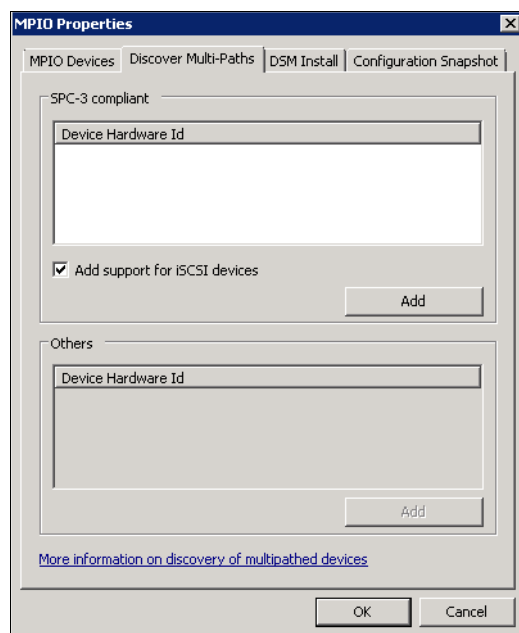 MPIO Properties
MPIO Devices Discover Multi-Paths DSM Install Configuration Snapshot
SPC-3 compliant
Device Hardware Id
Add support for iSCSI devices
Add
Others
Device Hardware Id
Add
More information on discovery of multipathed devices
OK Cancel